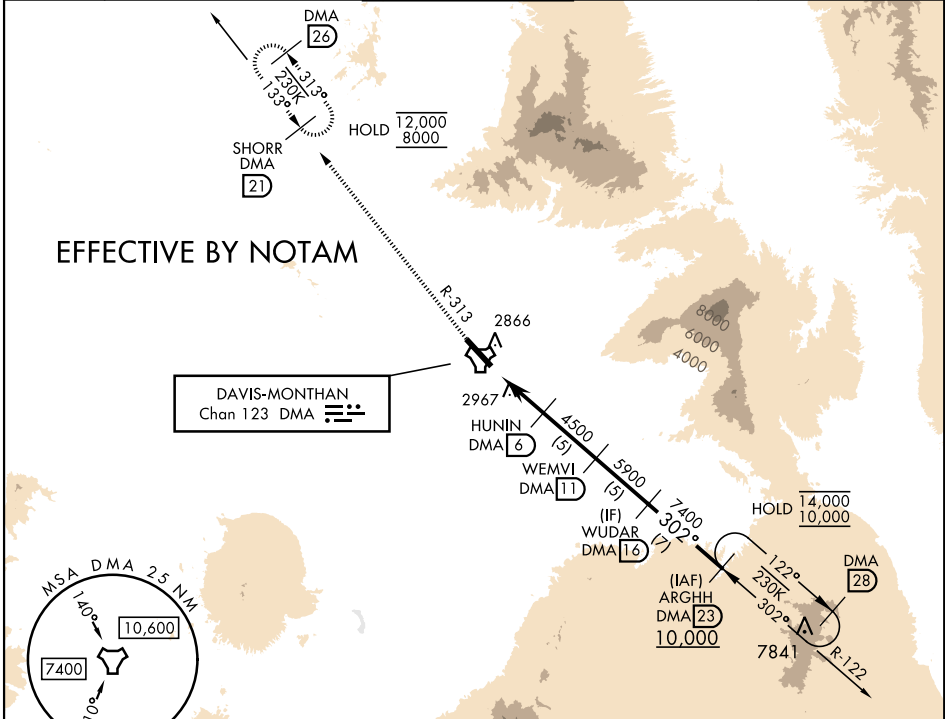 DMA
26
313°
230K
133°
HOLD 12,000
8000
SHORR
DMA
21
EFFECTIVE BY NOTAM
R-313
2866
8000
6000
4000
DAVIS-MONTHAN
Chan 123 DMA
2967
HUNIN
DMA 6
4500
(5)
WEMVI
DMA 11
5900
(5)
(IF)
WUDAR
DMA 16
7400
302°
(7)
HOLD 14,000
10,000
122°
230K
302°
DMA
28
(IAF)
ARGHH
DMA 23
10,000
7841
R-122
MSA DMA 25 NM
140°
10,600
7400